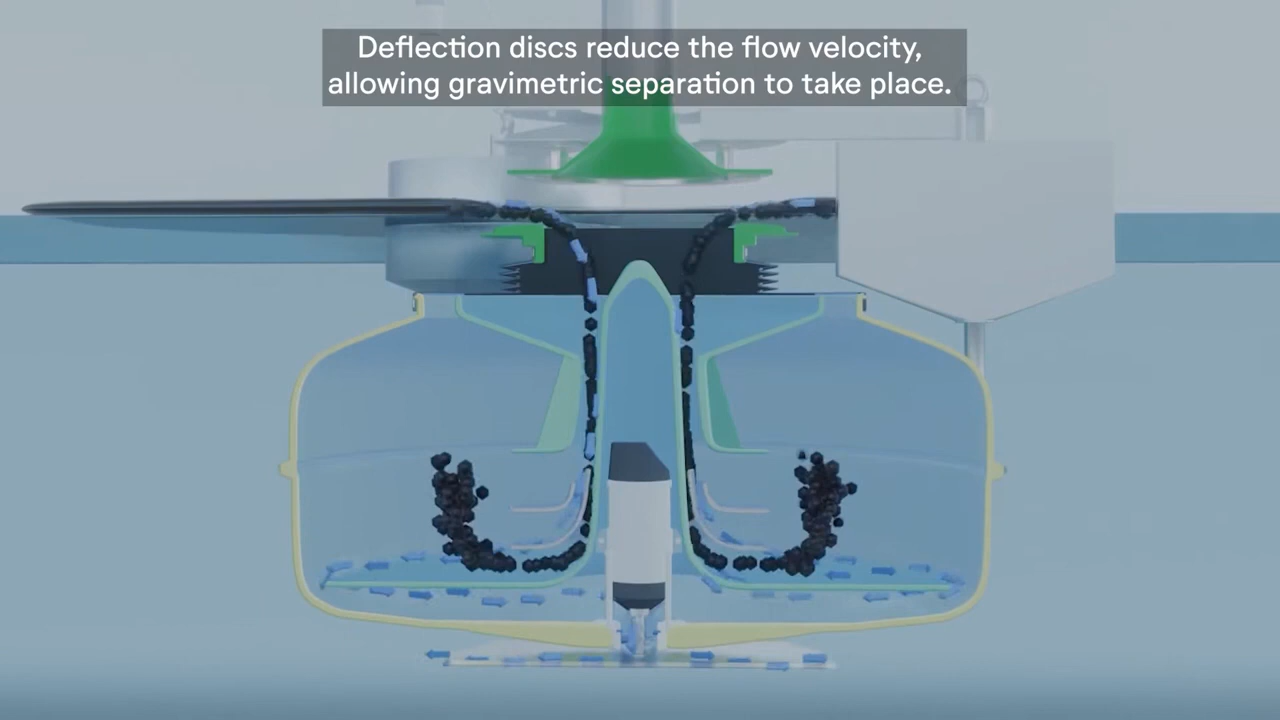 Deflection discs reduce the flow velocity,
allowing gravimetric separation to take place.